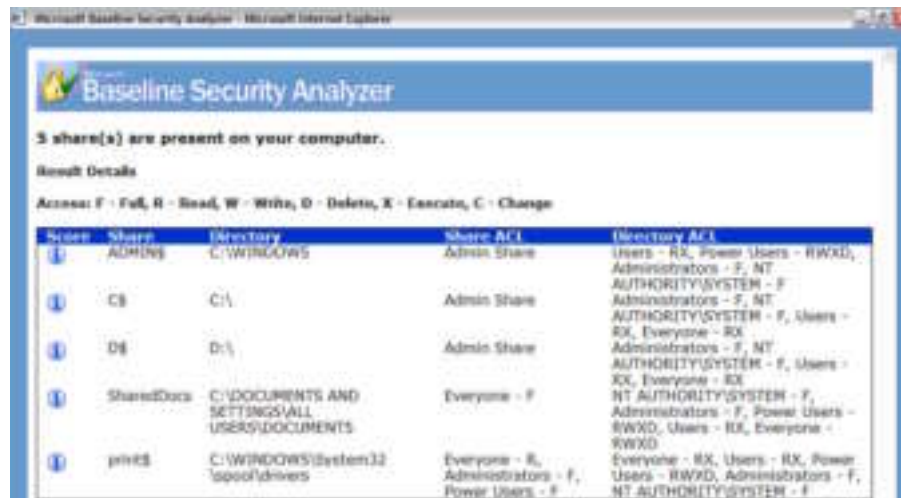 Microsoft Baseline Security Analyzer - Microsoft Internet Explorer
Baseline Security Analyzer
5 share(s) are present on your computer.
Result Details
Access: F - Full, R - Read, W - Write, D - Delete, X - Execute, C - Change
Score Share Directory Share ACL Directory ACL
ADMIN$ C:\WINDOWS Admin Share Users - RX, Power Users - RWXD,
Administrators - F, NT
AUTHORITY\SYSTEM - F
C$ C:\ Admin Share Administrators - F, NT
AUTHORITY\SYSTEM - F, Users -
RX, Everyone - RX
D$ D:\ Admin Share Administrators - F, NT
AUTHORITY\SYSTEM - F, Users -
RX, Everyone - RX
SharedDocs C:\DOCUMENTS AND Everyone - F NT AUTHORITY\SYSTEM - F,
SETTINGS\ALL Administrators - F, Power Users -
USERS\DOCUMENTS RWXD, Users - RX, Everyone -
RWXD
print$ C:\WINDOWS\System32 Everyone - R, Everyone - RX, Users - RX, Power
\spool\drivers Administrators - F, Users - RWXD, Administrators - F,
Power Users - F NT AUTHORITY\SYSTEM - F